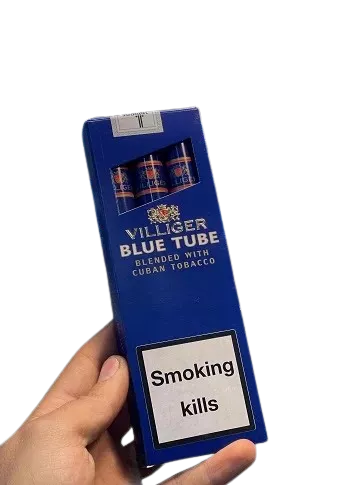 VILLIGER
BLUE TUBE
BLENDED WITH
CUBAN TOBACCO
Smoking
kills